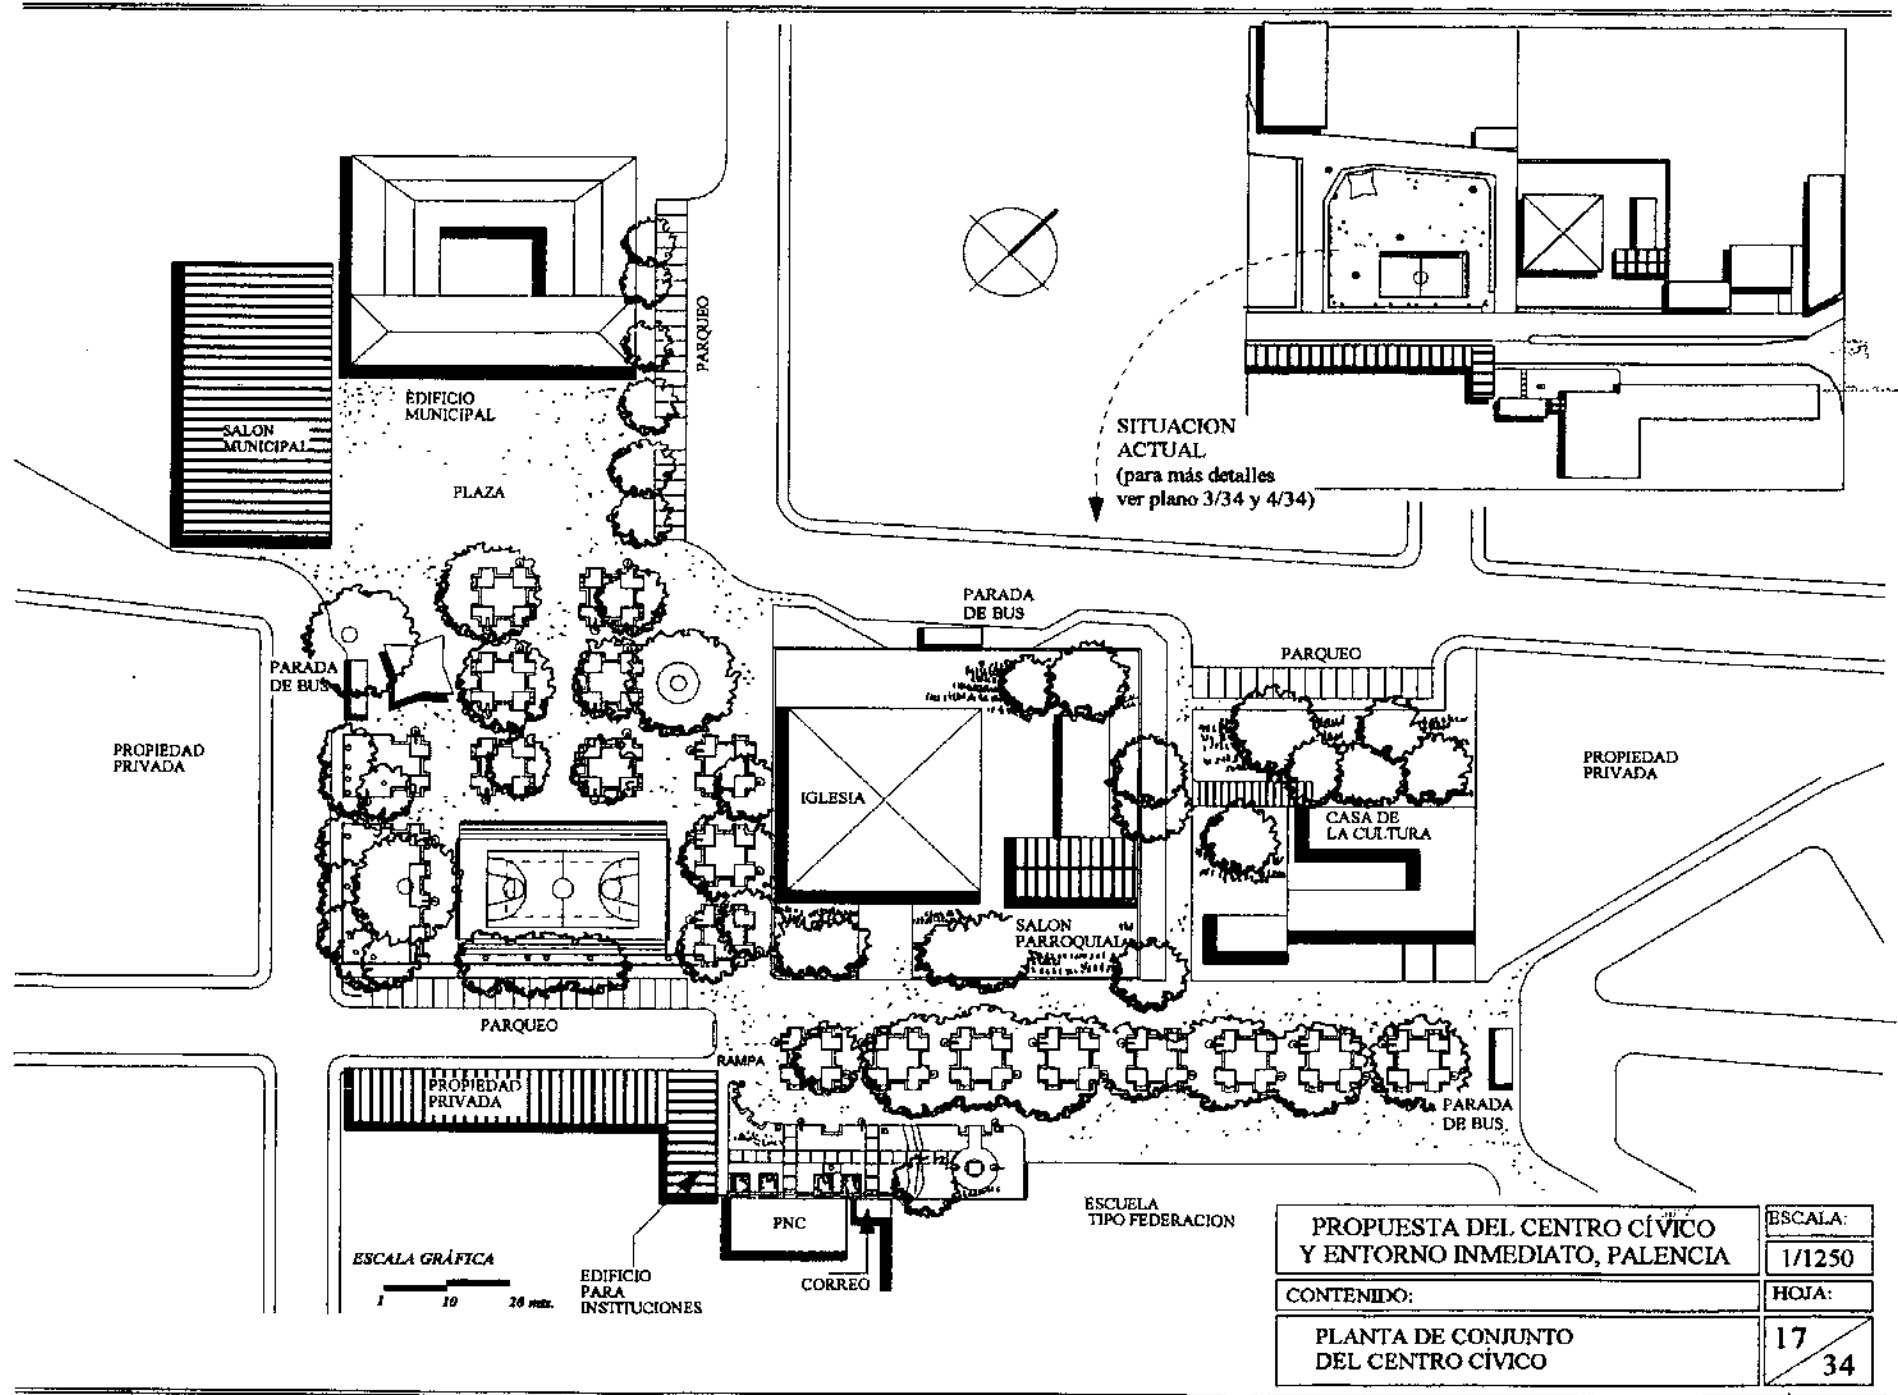 SITUACION
ACTUAL
(para más detalles
ver plano 3/34 y 4/34)
PARQUEO
EDIFICIO
MUNICIPAL
SALON
MUNICIPAL
PLAZA
PARADA
DE BUS
PARADA
DE BUS
PARQUEO
PROPIEDAD
PRIVADA
PROPIEDAD
PRIVADA
IGLESIA
CASA DE
LA CULTURA
SALON
PARROQUIAL
PARQUEO
RAMPA
PROPIEDAD
PRIVADA
PARADA
DE BUS
ESCUELA
TIPO FEDERACION
PNC
CORREO
EDIFICIO
PARA
INSTITUCIONES
ESCALA GRÁFICA
1 10 20 mts.
PROPUESTA DEL CENTRO CÍVICO
Y ENTORNO INMEDIATO, PALENCIA
ESCALA:
1/1250
CONTENIDO:
HOJA:
PLANTA DE CONJUNTO
DEL CENTRO CÍVICO
17
34